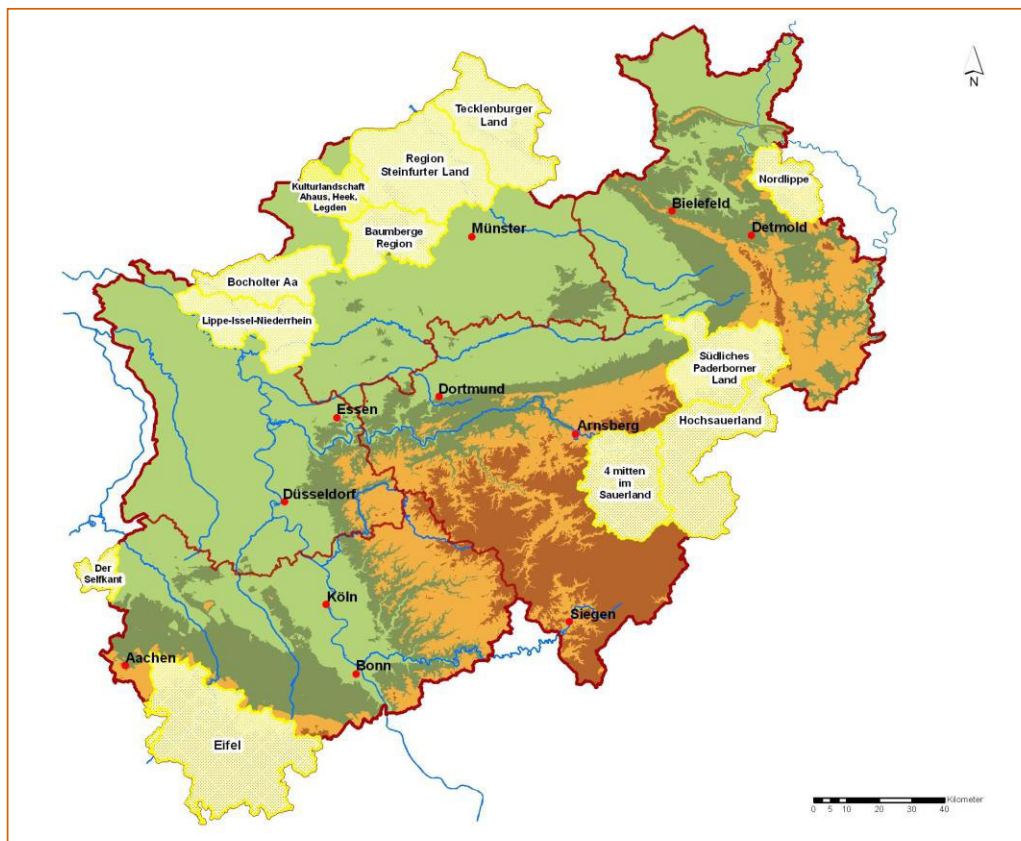 N
Tecklenburger
Land
Region
Steinfurter Land
Kulturlandschaft
Ahaus, Heek,
Legden
Nordlippe
Bielefeld
Baumberge
Region
Münster
Detmold
Bocholter Aa
Lippe-Issel-Niederrhein
Südliches
Paderborner
Land
Dortmund
Essen
Hochsauerland
Arnsberg
4 mitten
im
Sauerland
Düsseldorf
Der
Selfkant
Köln
Siegen
Aachen
Bonn
Eifel
Kilometer
0 5 10 20 30 40